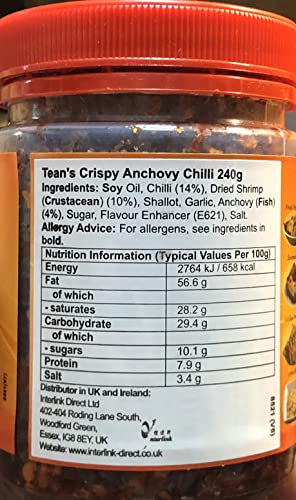 Tean's Crispy Anchovy Chilli 240g
Ingredients: Soy Oil, Chilli (14%), Dried Shrimp
(Crustacean) (10%), Shallot, Garlic, Anchovy (Fish)
(4%), Sugar, Flavour Enhancer (E621), Salt.
Allergy Advice: For allergens, see ingredients in
bold.
Nutrition Information (Typical Values Per 100g)
Energy 2764 kJ / 658 kcal
Fat 56.6 g
of which
- saturates 28.2 g
Carbohydrate 29.4 g
of which
- sugars 10.1 g
Protein 7.9 g
Salt 3.4 g
Distributor in UK and Ireland:
Interlink Direct Ltd
402-404 Roding Lane South,
Woodford Green,
Essex, IG8 8EY, UK
Website: www.interlink-direct.co.uk
interlink
8521 (V6)